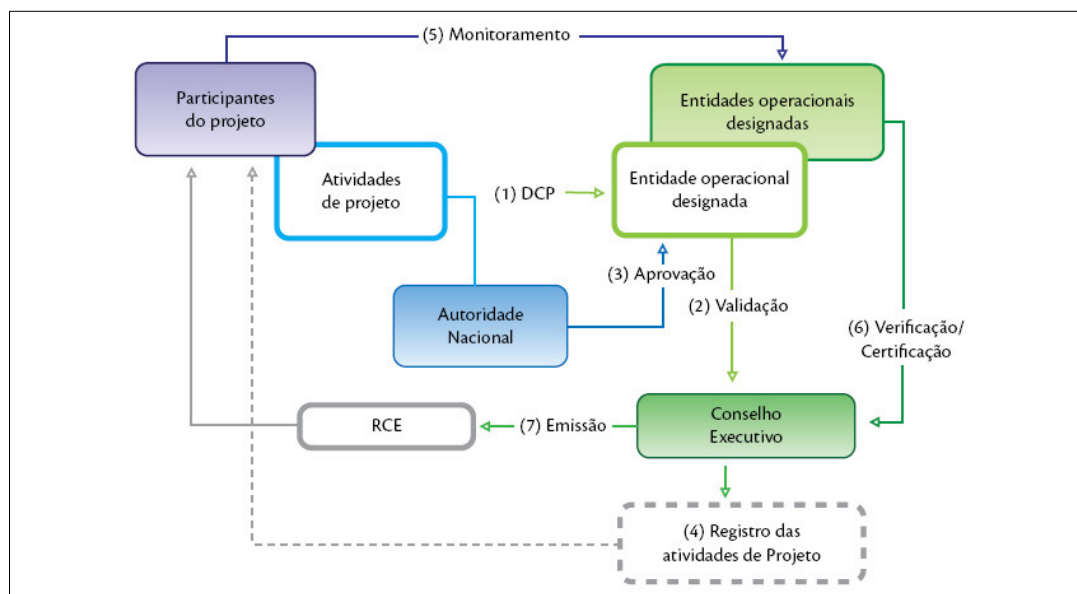 (5) Monitoramento
Participantes
do projeto
Entidades operacionais
designadas
Atividades
de projeto
(1) DCP
Entidade operacional
designada
(3) Aprovação
(2) Validação
Autoridade
Nacional
(6) Verificação/
Certificação
RCE
(7) Emissão
Conselho
Executivo
(4) Registro das
atividades de Projeto